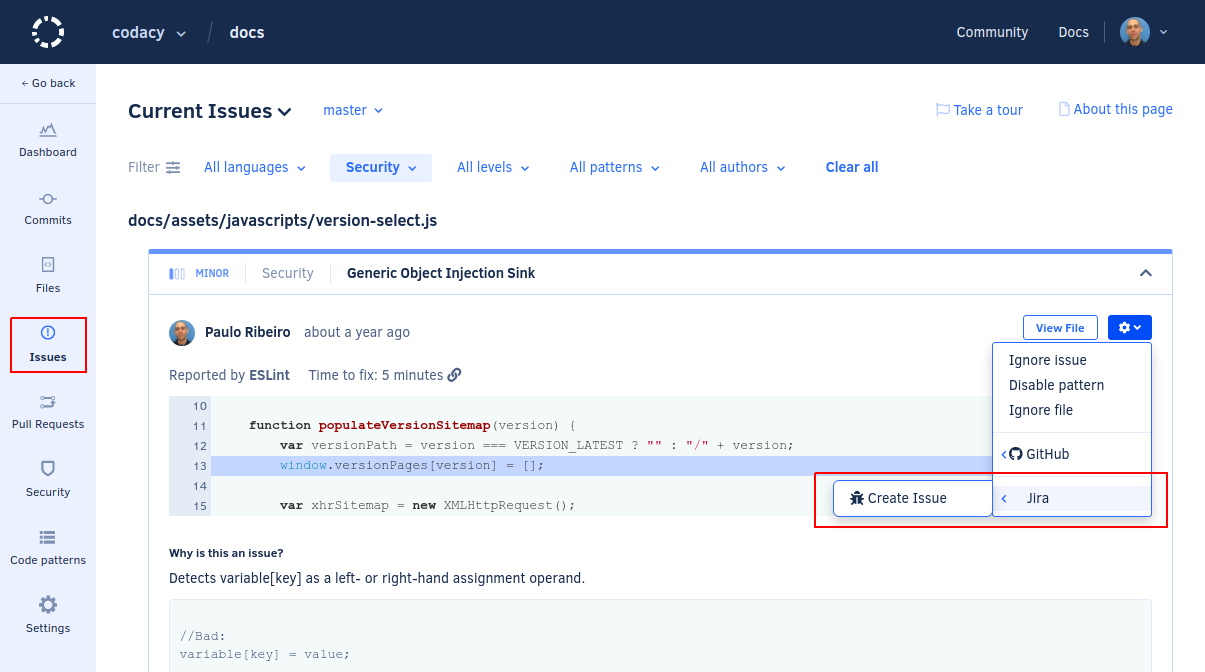 codacy / docs
Community Docs
← Go back
Current Issues master
Take a tour About this page
Dashboard
Commits
Files
Issues
Pull Requests
Security
Code patterns
Settings
Filter All languages Security All levels All patterns All authors Clear all
docs/assets/javascripts/version-select.js
MINOR Security Generic Object Injection Sink
Paulo Ribeiro about a year ago
View File
Reported by ESLint Time to fix: 5 minutes
Ignore issue
Disable pattern
Ignore file
GitHub
Jira
Create Issue
10
11 function populateVersionSitemap(version) {
12 var versionPath = version === VERSION_LATEST ? "" : "/" + version;
13 window.versionPages[version] = [];
14
15 var xhrSitemap = new XMLHttpRequest();
Why is this an issue?
Detects variable[key] as a left- or right-hand assignment operand.
//Bad:
variable[key] = value;